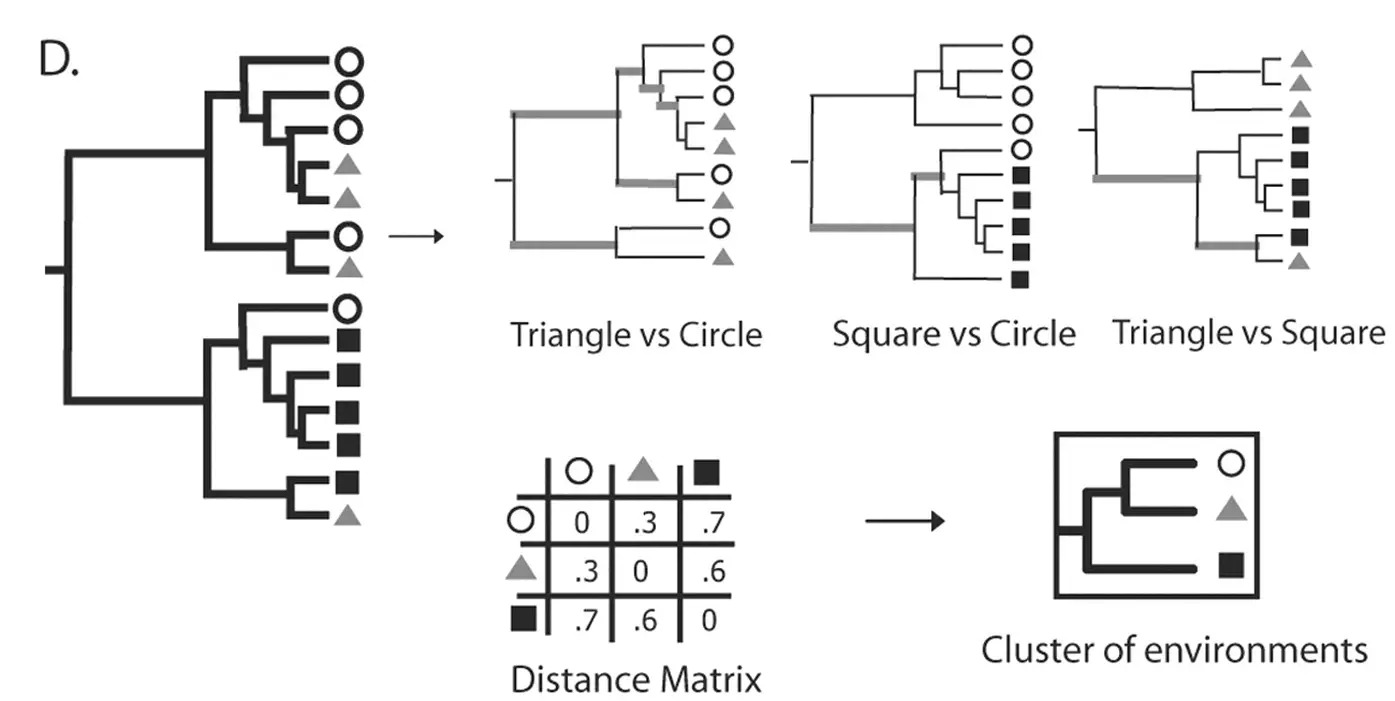 D.
Triangle vs Circle
Square vs Circle
Triangle vs Square
0 .3 .7
.3 0 .6
.7 .6 0
Distance Matrix
Cluster of environments